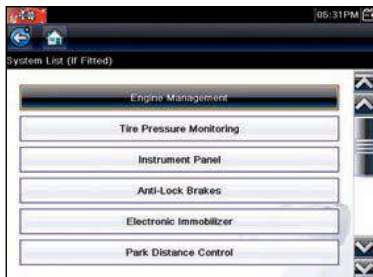 05:31PM
System List (If Fitted)
Engine Management
Tire Pressure Monitoring
Instrument Panel
Anti-Lock Brakes
Electronic Immobilizer
Park Distance Control